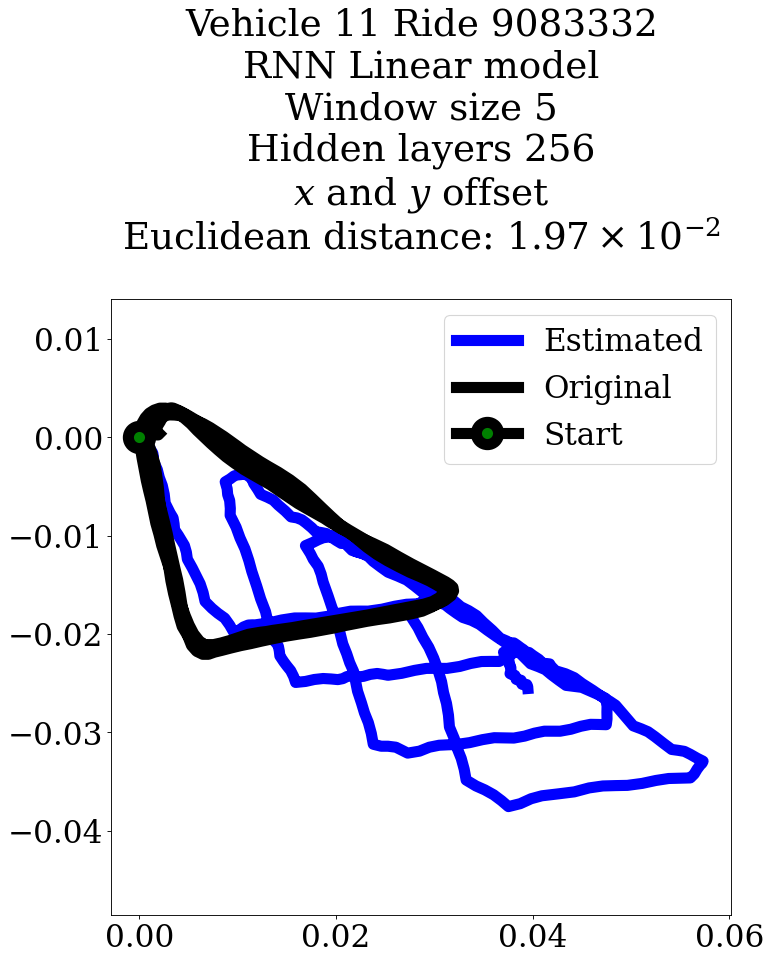 Vehicle 11 Ride 9083332
RNN Linear model
Window size 5
Hidden layers 256
x and y offset
Euclidean distance: 1.97 × 10⁻²
Estimated
Original
Start
0.01
0.00
−0.01
−0.02
−0.03
−0.04
0.00 0.02 0.04 0.06